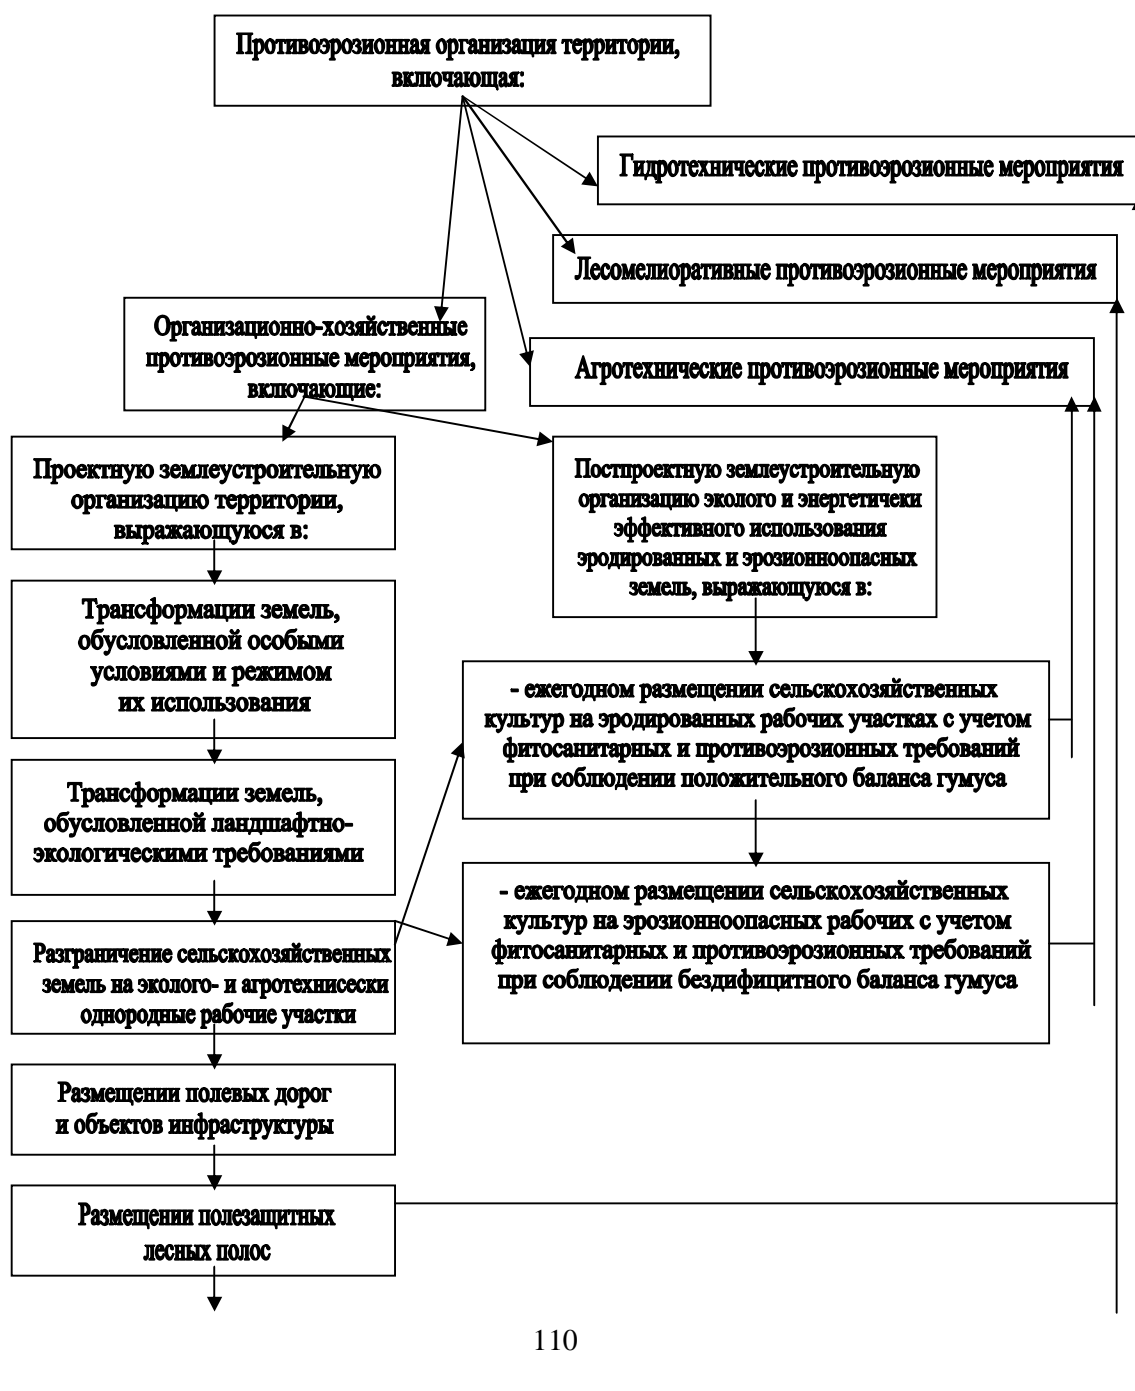 Противоэрозионная организация территории,
включающая:
Гидротехнические противоэрозионные мероприятия
Лесомелиоративные противоэрозионные мероприятия
Организационно-хозяйственные
противоэрозионные мероприятия,
включающие:
Агротехнические противоэрозионные мероприятия
Проектную землеустроительную
организацию территории,
выражающуюся в:
Постпроектную землеустроительную
организацию эколого и энергетически
эффективного использования
эродированных и эрозионноопасных
земель, выражающуюся в:
Трансформации земель,
обусловленной особыми
условиями и режимом
их использования
- ежегодном размещении сельскохозяйственных
культур на эродированных рабочих участках с учетом
фитосанитарных и противоэрозионных требований
при соблюдении положительного баланса гумуса
Трансформации земель,
обусловленной ландшафтно-
экологическими требованиями
- ежегодном размещении сельскохозяйственных
культур на эрозионноопасных рабочих с учетом
фитосанитарных и противоэрозионных требований
при соблюдении бездифицитного баланса гумуса
Разграничение сельскохозяйственных
земель на эколого- и агротехнисески
однородные рабочие участки
Размещении полевых дорог
и объектов инфраструктуры
Размещении полезащитных
лесных полос
110